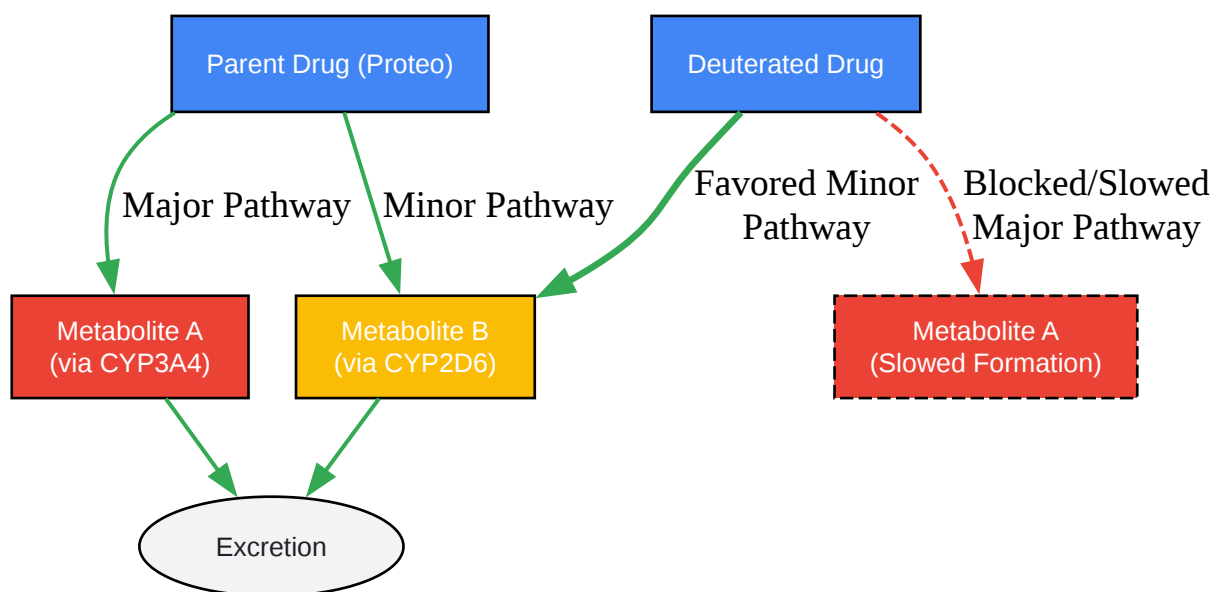 Parent Drug (Proteo)
Deuterated Drug
Major Pathway
Minor Pathway
Favored Minor
Pathway
Blocked/Slowed
Major Pathway
Metabolite A
(via CYP3A4)
Metabolite B
(via CYP2D6)
Metabolite A
(Slowed Formation)
Excretion